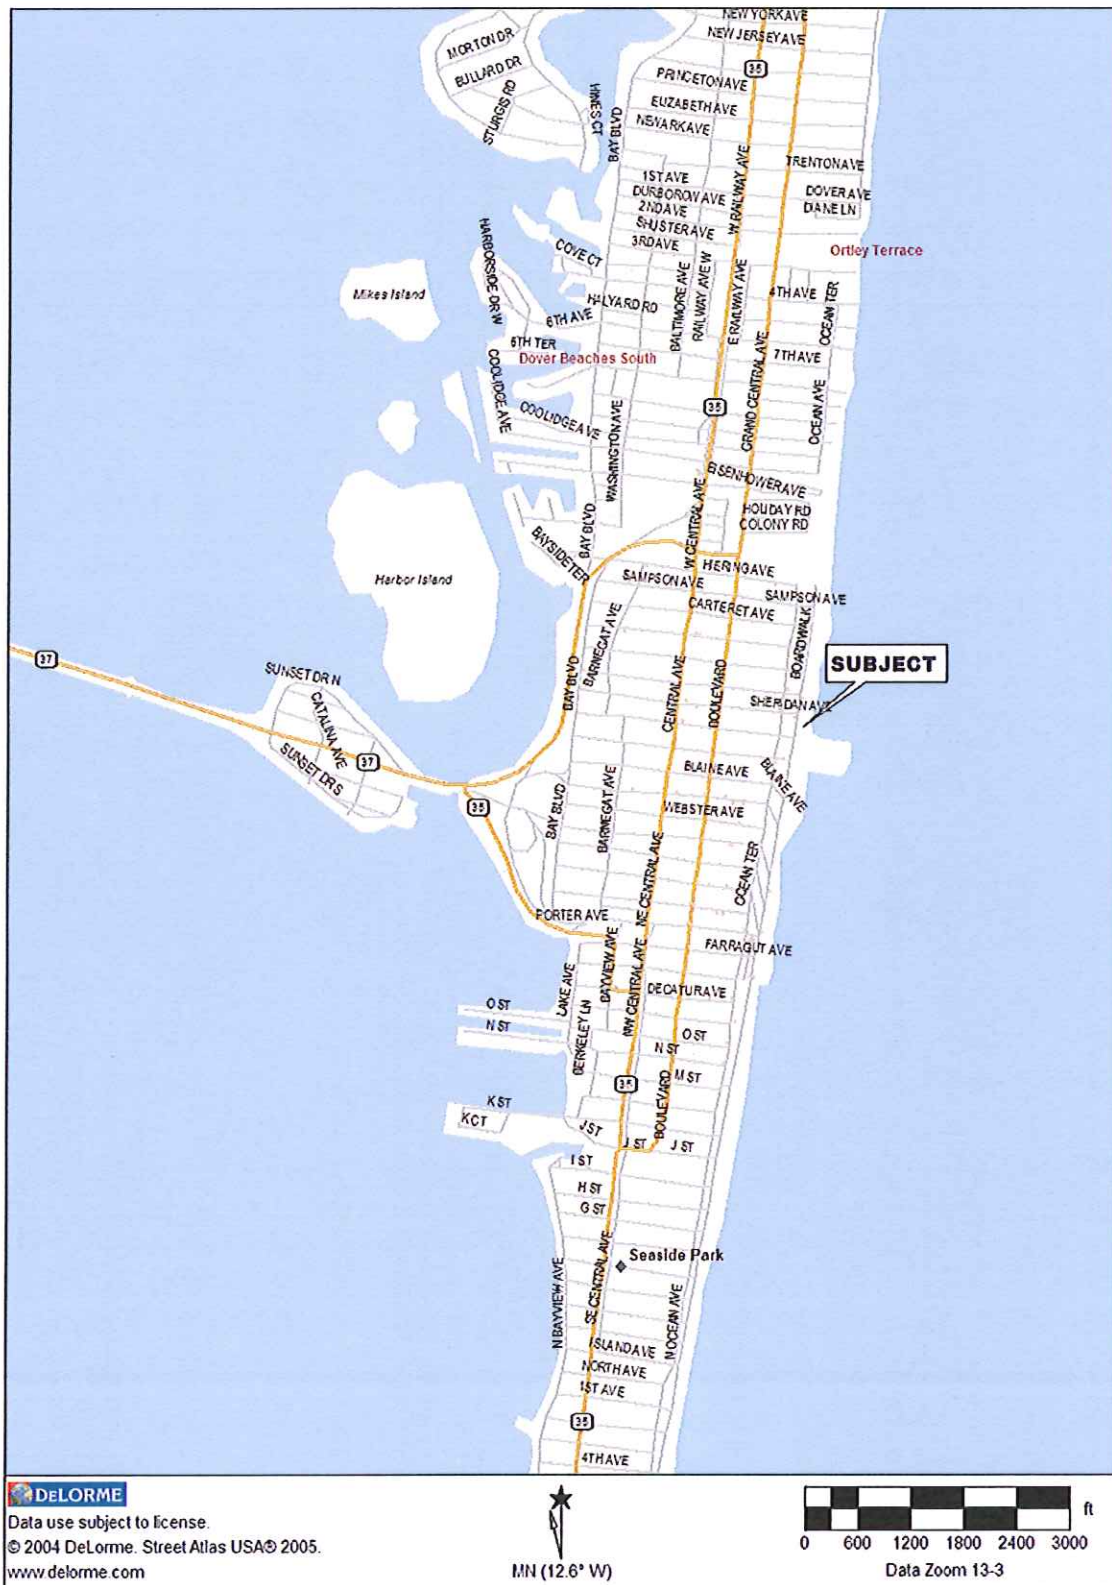 NEW YORK AVE
NEW JERSEY AVE
MORTON DR
BULLARD DR
STURGIS RD
HINES CT
BAY BLVD
35
PRINCETON AVE
ELIZABETH AVE
NEWARK AVE
W RAILWAY AVE
TRENTON AVE
1ST AVE
DURBOROW AVE
2ND AVE
SHUSTER AVE
3RD AVE
DOVER AVE
DIANE LN
Ortley Terrace
HARBORSIDE DR W
COVE CT
Mikes Island
HALYARD RD
6TH AVE
6TH TER
Dover Beaches South
BALTIMORE AVE
RAILWAY AVE W
E RAILWAY AVE
4TH AVE
OCEAN TER
7TH AVE
GRAND CENTRAL AVE
OCEAN AVE
COOLIDGE AVE
COOLIDGE AVE
WASHINGTON AVE
35
EISENHOWER AVE
HOLIDAY RD
COLONY RD
W CENTRAL AVE
BAY BLVD
BAYSIDE TER
HERING AVE
Harbor Island
SAMPSON AVE
SAMPSON AVE
CARTERET AVE
BARNEGAT AVE
BOARDWALK
37
SUBJECT
SUNSET DR N
CATALINA AVE
SUNSET DR S
37
BAY BLVD
CENTRAL AVE
BOULEVARD
SHERIDAN AVE
BLAINE AVE
BLAINE AVE
35
BAY BLVD
BARNEGAT AVE
WEBSTER AVE
NE CENTRAL AVE
OCEAN TER
PORTER AVE
FARRAGUT AVE
LAKE AVE
BAYVIEW AVE
NW CENTRAL AVE
DECATUR AVE
O ST
N ST
BERKELEY LN
O ST
N ST
M ST
35
BOULEVARD
K ST
K CT
J ST
J ST
J ST
I ST
H ST
G ST
Seaside Park
N BAYVIEW AVE
SE CENTRAL AVE
N OCEAN AVE
ISLAND AVE
NORTH AVE
1ST AVE
35
4TH AVE
DELORME
Data use subject to license.
© 2004 DeLorme. Street Atlas USA® 2005.
www.delorme.com
MN (12.6° W)
ft
0 600 1200 1800 2400 3000
Data Zoom 13-3